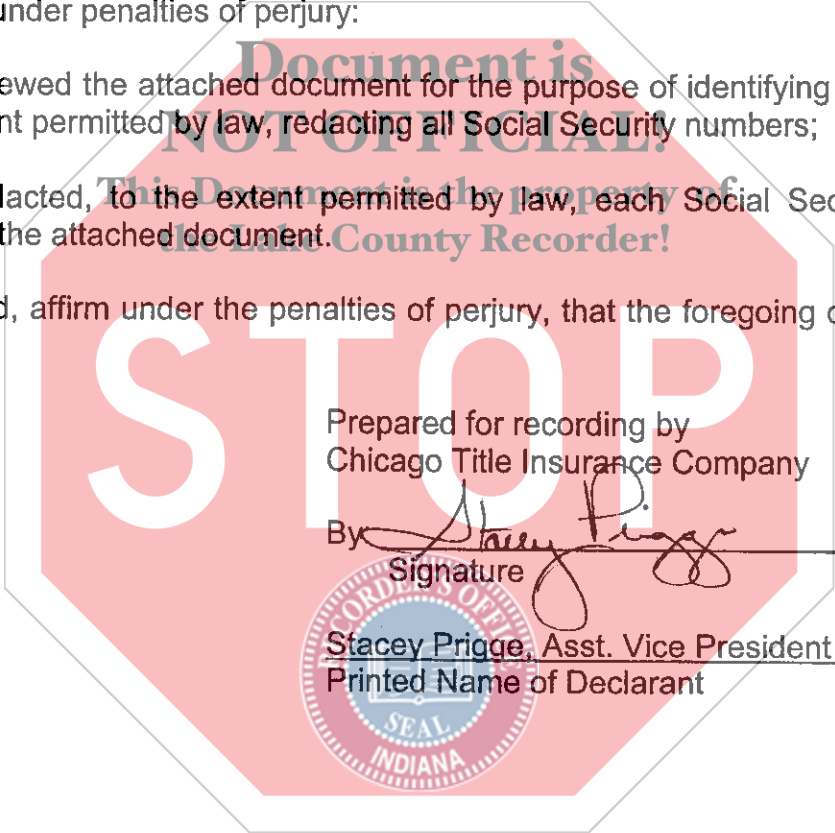 under penalties of perjury:
Document is
ewed the attached document for the purpose of identifying
nt permitted by law, redacting all Social Security numbers;
NOT OFFICIAL!
lacted, to the extent permitted by law, each Social Sec
This Document is the property of
the attached document.
the Lake County Recorder!
d, affirm under the penalties of perjury, that the foregoing
STOP
Prepared for recording by
Chicago Title Insurance Company
By Stacey Prigge
Signature
RECORDER'S OFFICE
Stacey Prigge, Asst. Vice President
Printed Name of Declarant
SEAL
INDIANA